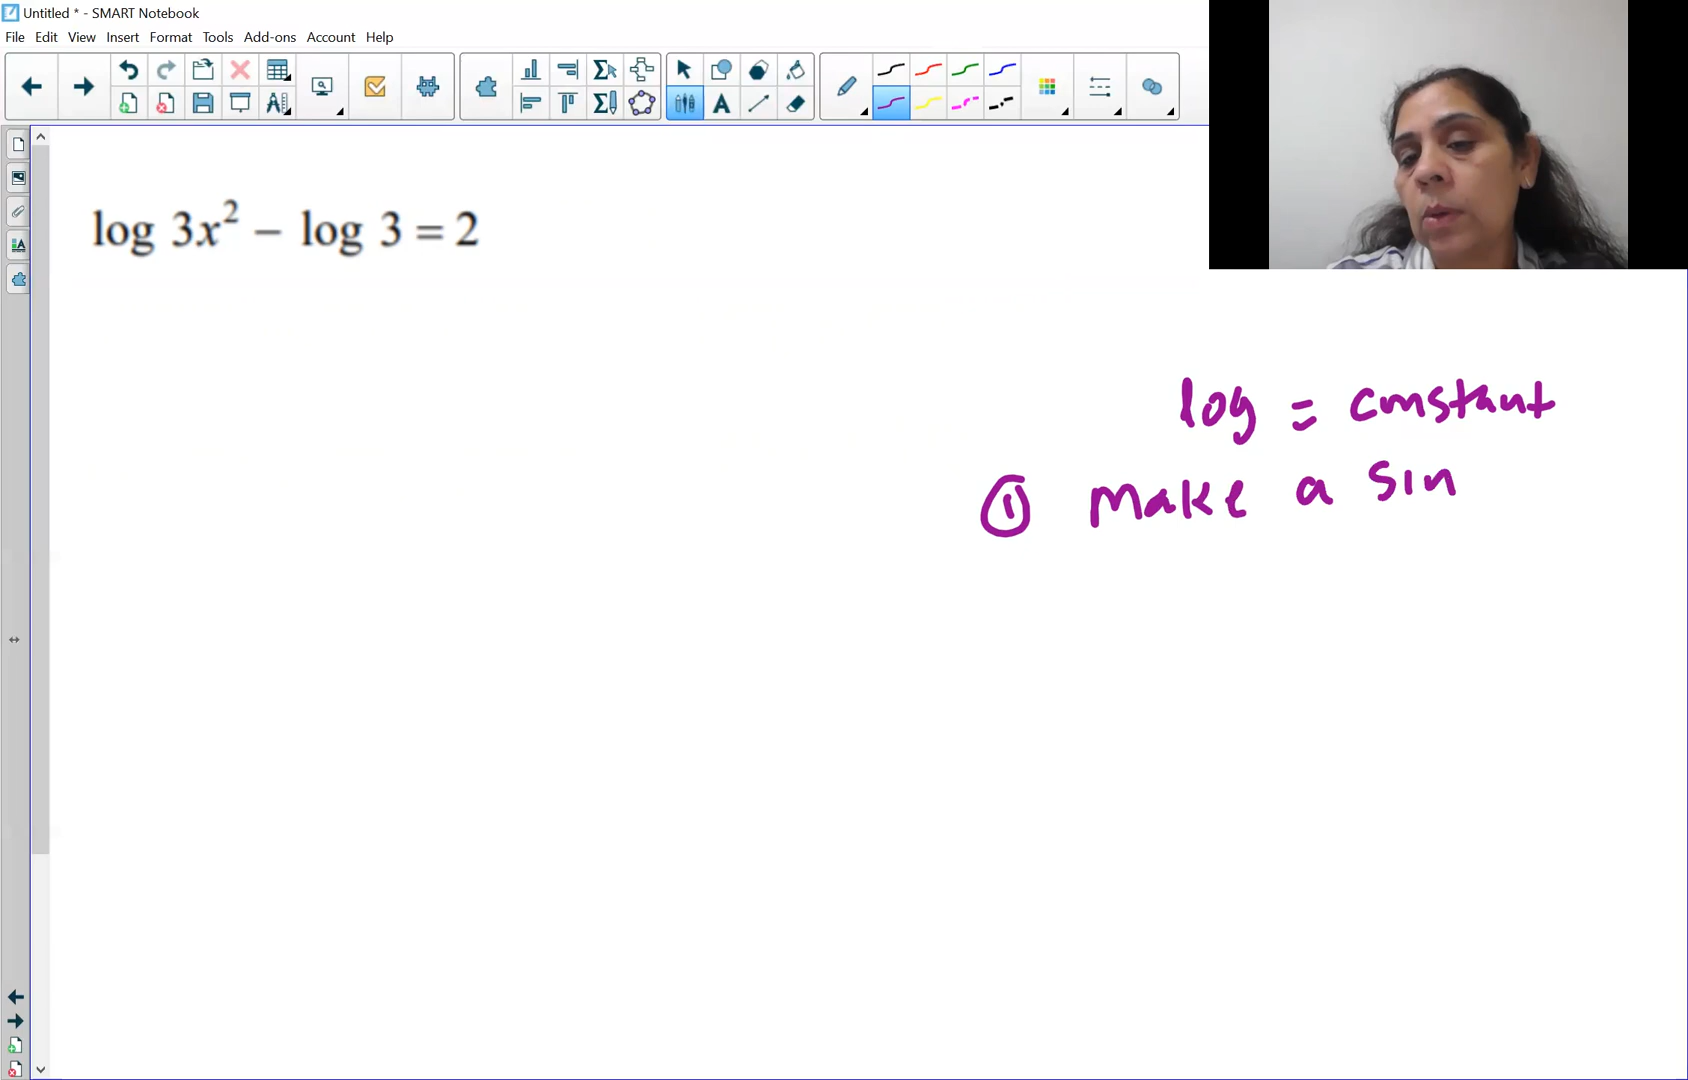 Untitled * - SMART Notebook
File Edit View Insert Format Tools Add-ons Account Help
log 3x² − log 3 = 2
log = constant
① Make a sin